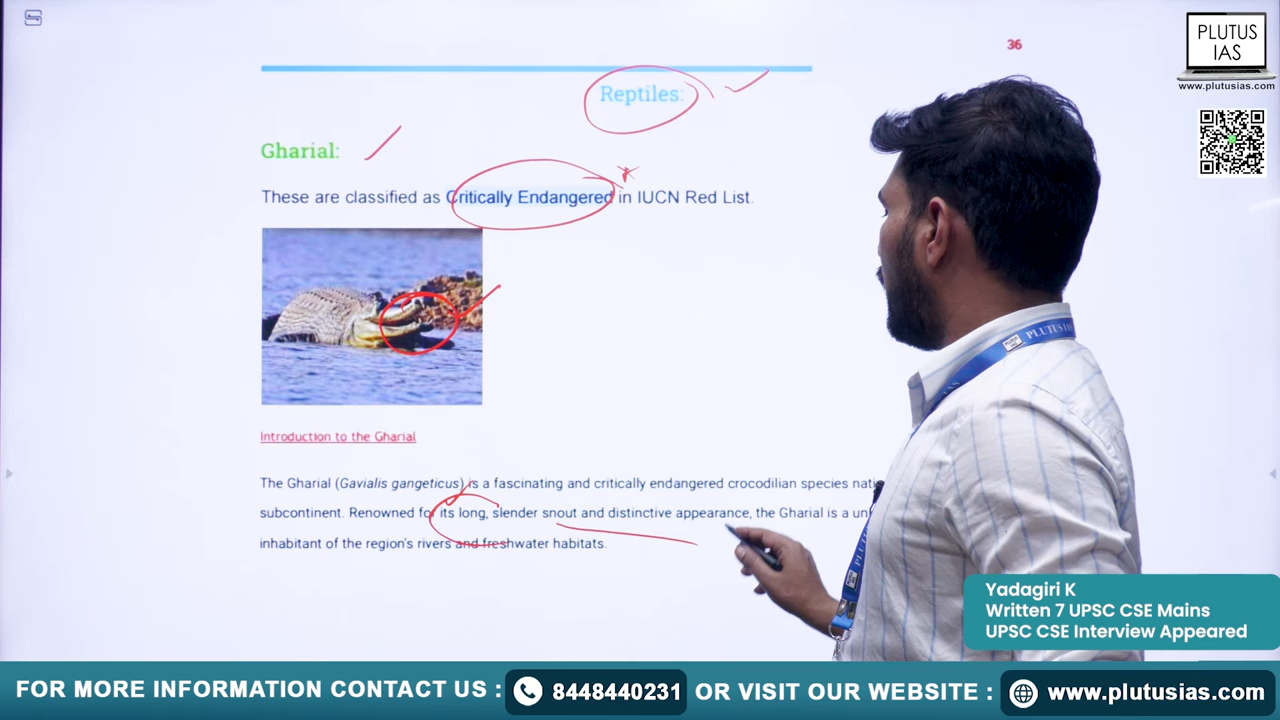 36
PLUTUS
IAS
www.plutusias.com
Reptiles:
Gharial:
These are classified as Critically Endangered in IUCN Red List.
Introduction to the Gharial
The Gharial (Gavialis gangeticus) is a fascinating and critically endangered crocodilian species
subcontinent. Renowned for its long, slender snout and distinctive appearance, the Gharial is a
inhabitant of the region's rivers and freshwater habitats.
PLUTUS IAS
Yadagiri K
Written 7 UPSC CSE Mains
UPSC CSE Interview Appeared
FOR MORE INFORMATION CONTACT US : 8448440231 OR VISIT OUR WEBSITE : www.plutusias.com